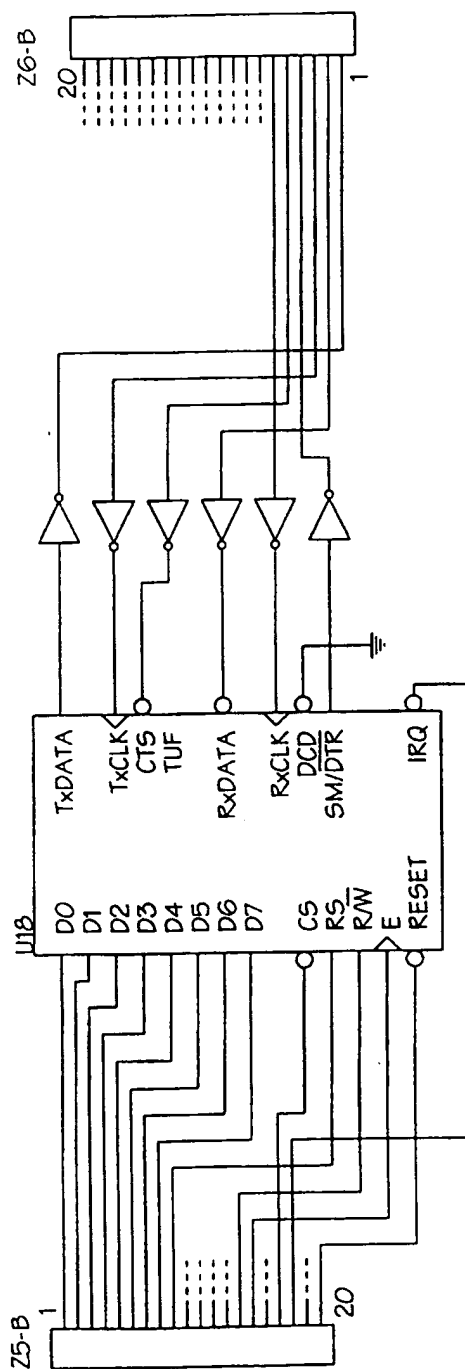 Z6-B
20
1
U18
D0
D1
D2
D3
D4
D5
D6
D7
CS
RS
R/W
E
RESET
TxDATA
TxCLK
CTS
TUF
RxDATA
RxCLK
DCD
SM/DTR
IRQ
Z5-B
1
20